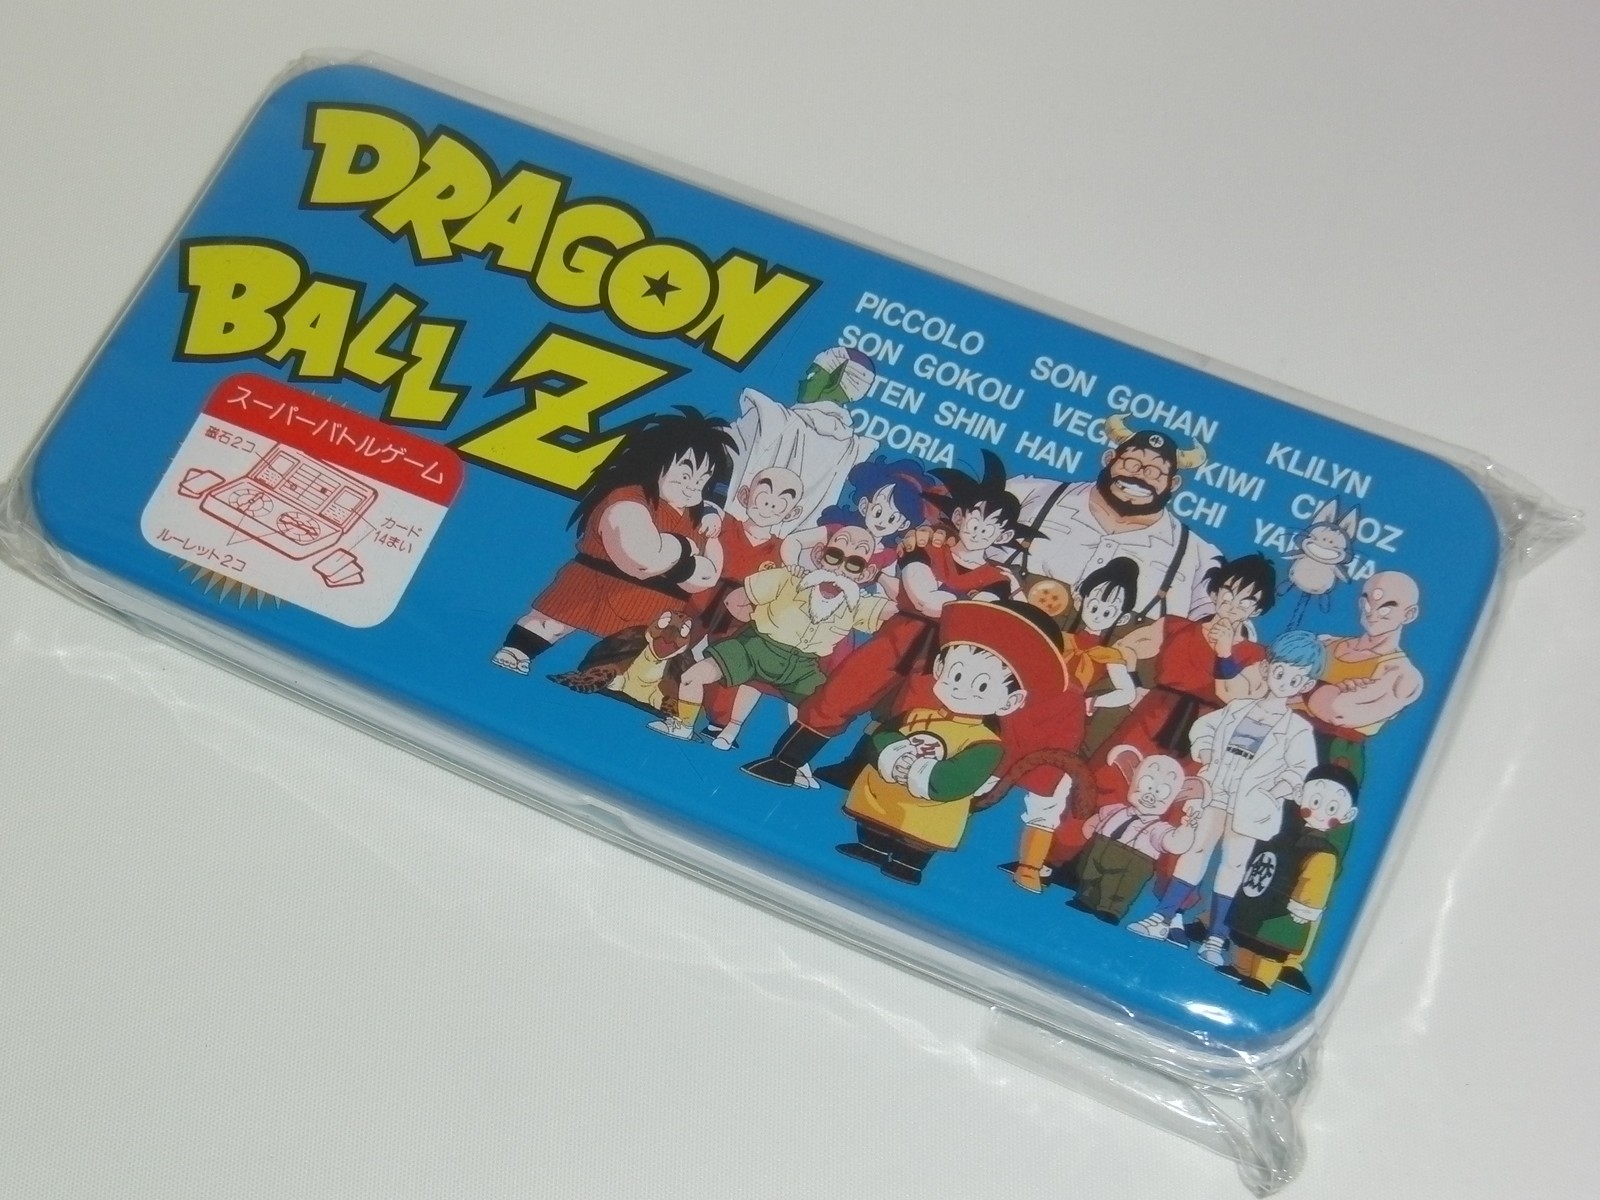 DRAGON
BALL Z
スーパーバトルゲーム
磁石2コ
カード
14まい
ルーレット2コ
PICCOLO SON GOHAN KLILYN
SON GOKOU KIWI
TEN SHIN HAN
餃